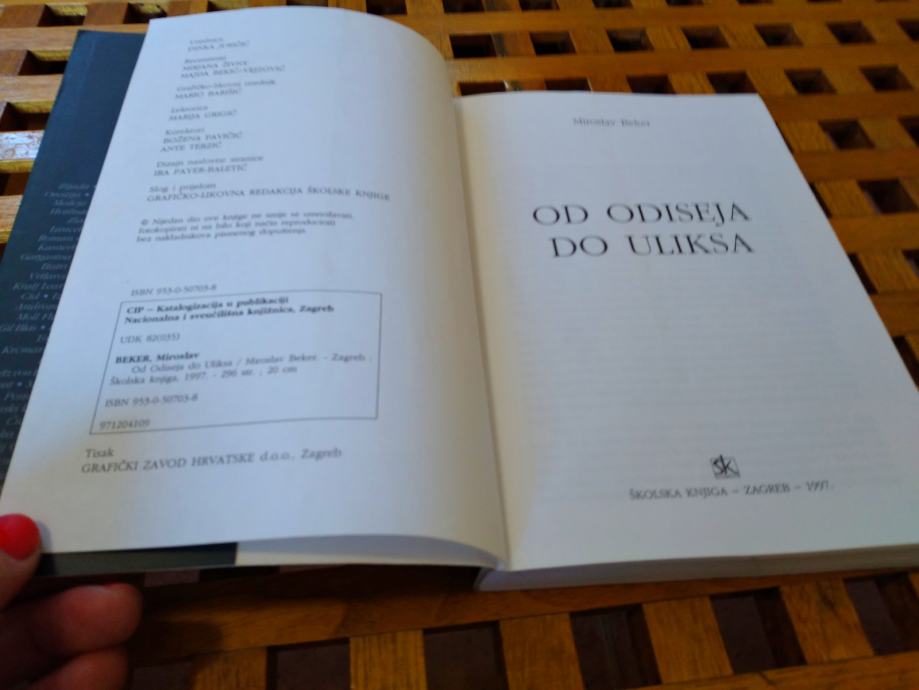 Urednica
DINKA JURIČIĆ
Recenzenti
MIRJANA ŽIVNY
MAJDA BEKIĆ-VREZOVIĆ
Grafičko-likovni urednik
MARIO BARIŠIĆ
Lektorica
MARIJA GRIGIĆ
Korektori
BOŽENA PAVIČIĆ
ANTE TERZIĆ
Dizajn naslovne stranice
IRA PAYER-BALETIĆ
Slog i prijelom
GRAFIČKO-LIKOVNA REDAKCIJA ŠKOLSKE KNJIGE
© Nijedan dio ove knjige ne smije se umnožavati,
fotokopirati ni na bilo koji način reproducirati
bez nakladnikova pismenog dopuštenja.
ISBN 953-0-50703-8
CIP – Katalogizacija u publikaciji
Nacionalna i sveučilišna knjižnica, Zagreb
UDK 82(035)
BEKER, Miroslav
Od Odiseja do Uliksa / Miroslav Beker. - Zagreb ;
Školska knjiga, 1997. - 296 str. ; 20 cm
ISBN 953-0-50703-8
971204109
Tisak
GRAFIČKI ZAVOD HRVATSKE d.o.o., Zagreb
Miroslav Beker
OD ODISEJA
DO ULIKSA
ŠK
ŠKOLSKA KNJIGA – ZAGREB – 1997.